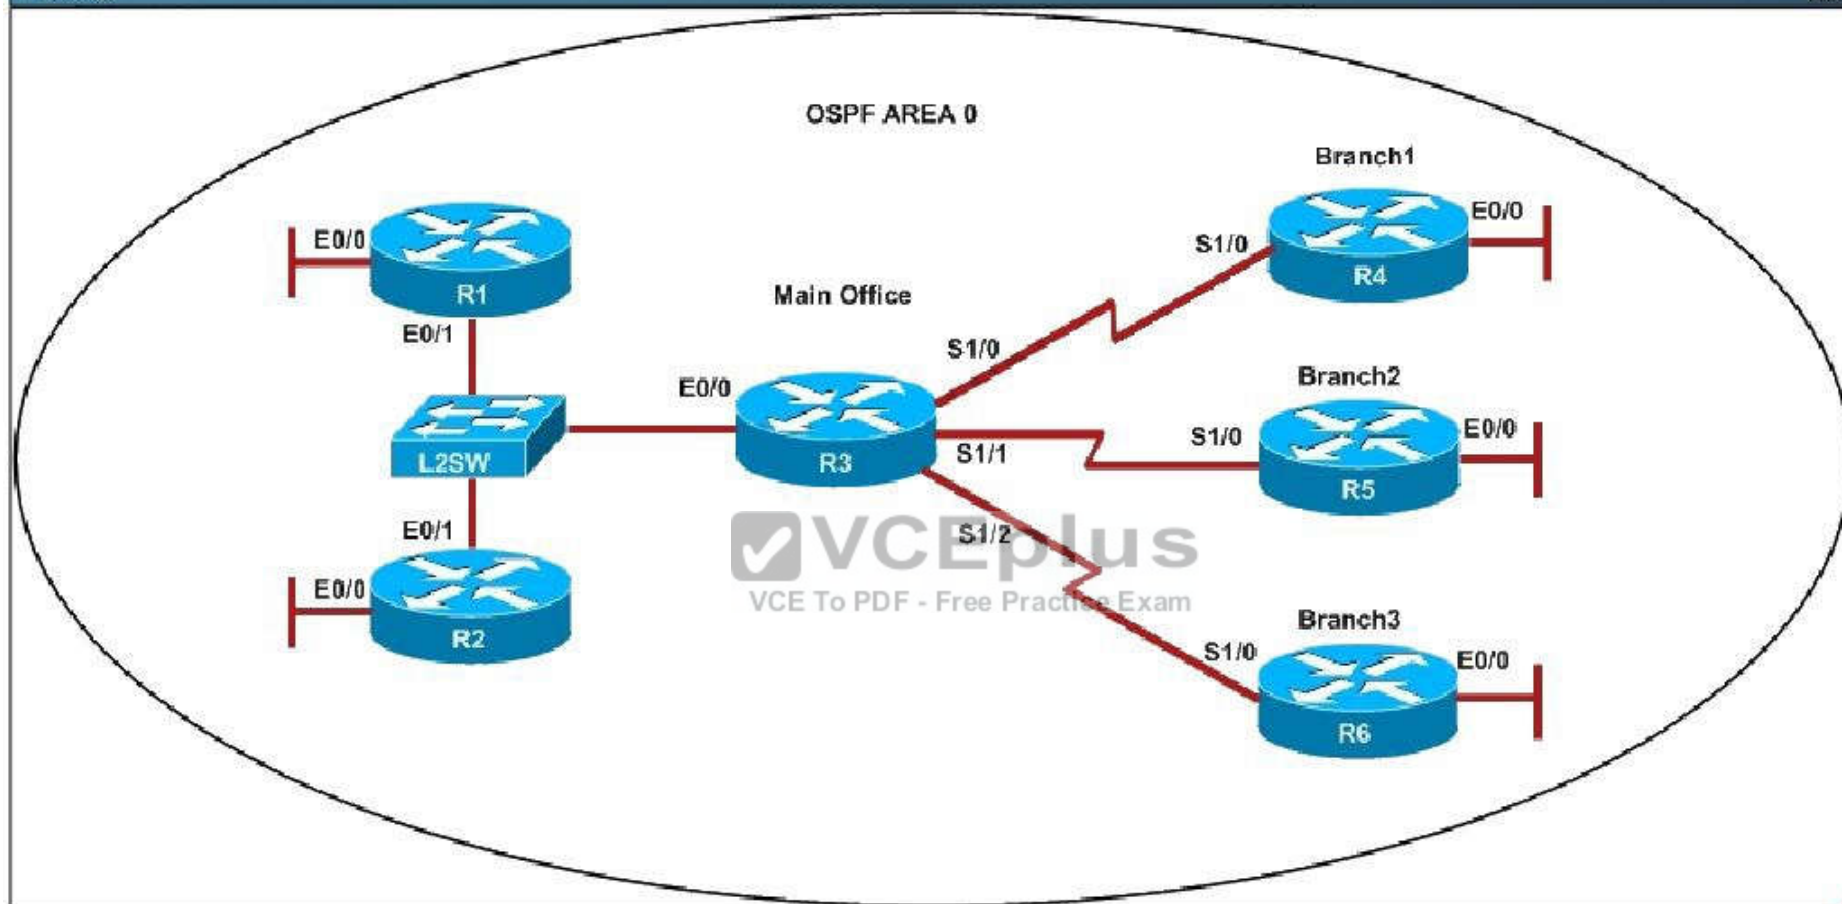 OSPF AREA 0
Branch1
E0/0
E0/0
S1/0
R1
R4
Main Office
E0/1
S1/0
E0/0
Branch2
S1/0
E0/0
L2SW
R3
S1/1
R5
E0/1
S1/2
VCEplus
E0/0
VCE To PDF - Free Practice Exam
Branch3
R2
S1/0
E0/0
R6